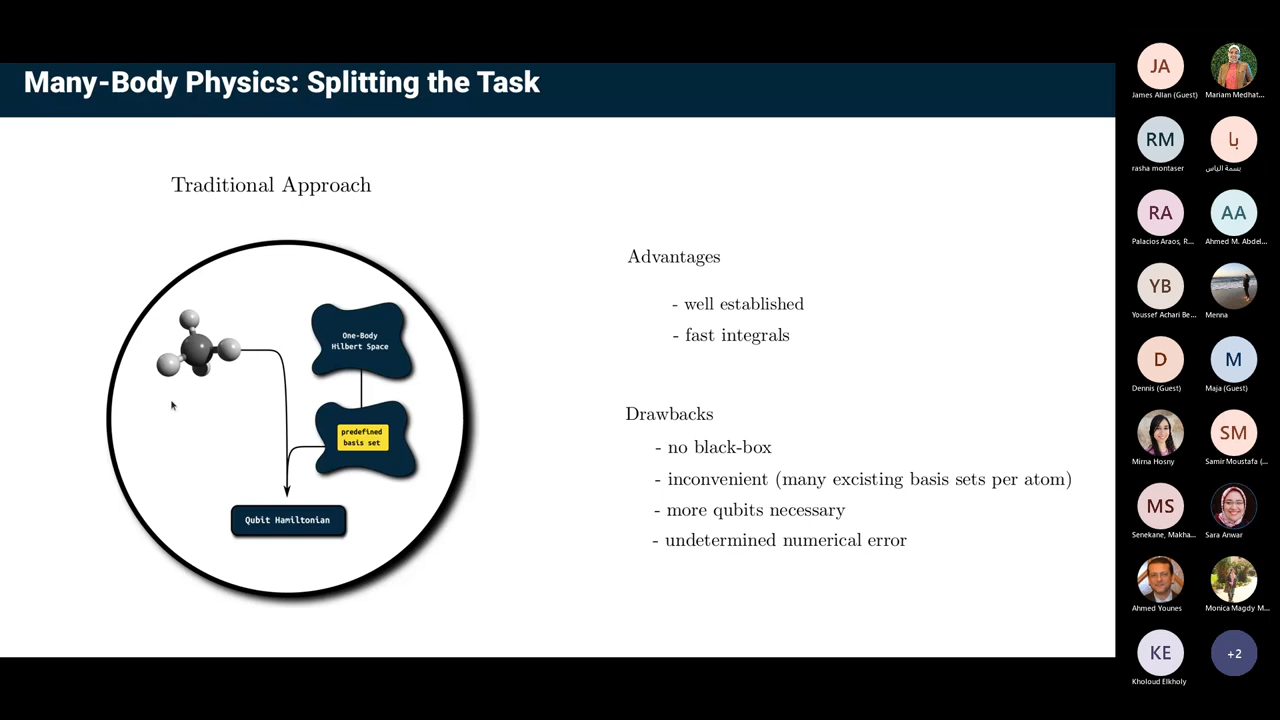 Many-Body Physics: Splitting the Task
Traditional Approach
One-Body
Hilbert Space
predefined
basis set
Qubit Hamiltonian
Advantages
- well established
- fast integrals
Drawbacks
- no black-box
- inconvenient (many excisting basis sets per atom)
- more qubits necessary
- undetermined numerical error
JA
James Allan (Guest)
Mariam Medhat...
RM
rasha montaser
با
بسمة الياس
RA
Palacios Araos, R...
AA
Ahmed M. Abdel...
YB
Youssef Achari Be...
Menna
D
Dennis (Guest)
M
Maja (Guest)
Mirna Hosny
SM
Samir Moustafa (...
MS
Senekane, Makha...
Sara Anwar
Ahmed Younes
Monica Magdy M...
KE
Kholoud Elkholy
+2